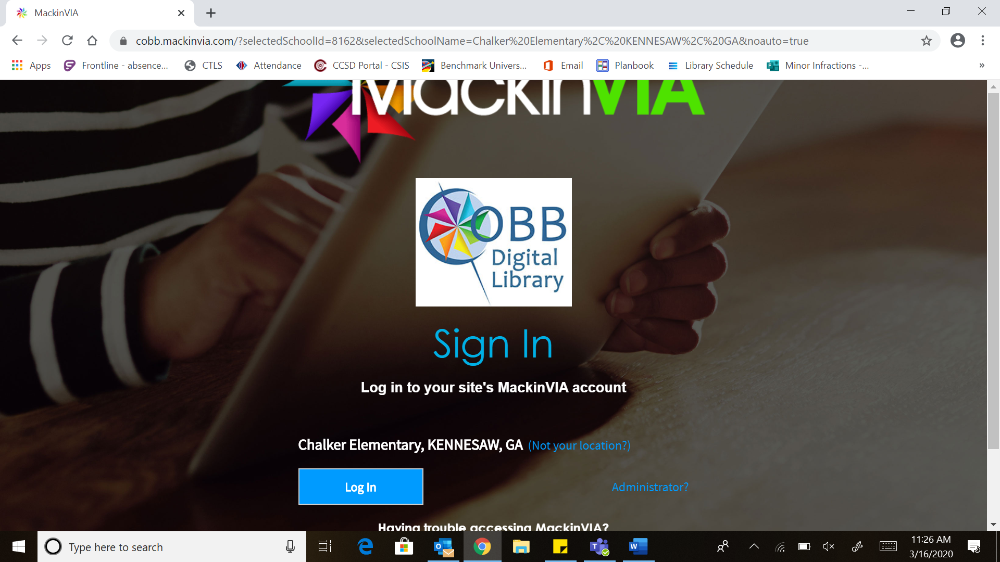 MackinVIA
cobb.mackinvia.com/?selectedSchoolId=8162&selectedSchoolName=Chalker%20Elementary%2C%20KENNESAW%2C%20GA&noauto=true
Apps Frontline - absence... CTLS Attendance CCSD Portal - CSIS Benchmark Univers... Email Planbook Library Schedule Minor Infractions -... »
MackinVIA
COBB
Digital
Library
Sign In
Log in to your site's MackinVIA account
Chalker Elementary, KENNESAW, GA (Not your location?)
Log In Administrator?
Having trouble accessing MackinVIA?
Type here to search
11:26 AM
3/16/2020